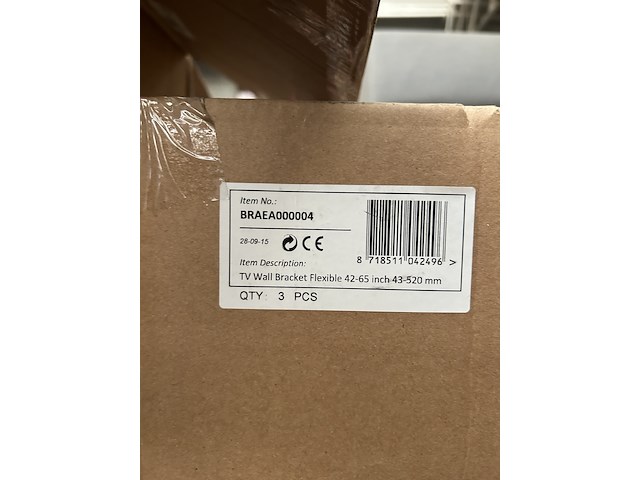 Item No.:
BRAEA000004
28-09-15 CE
8 718511 042496 >
Item Description:
TV Wall Bracket Flexible 42-65 inch 43-520 mm
QTY: 3 PCS